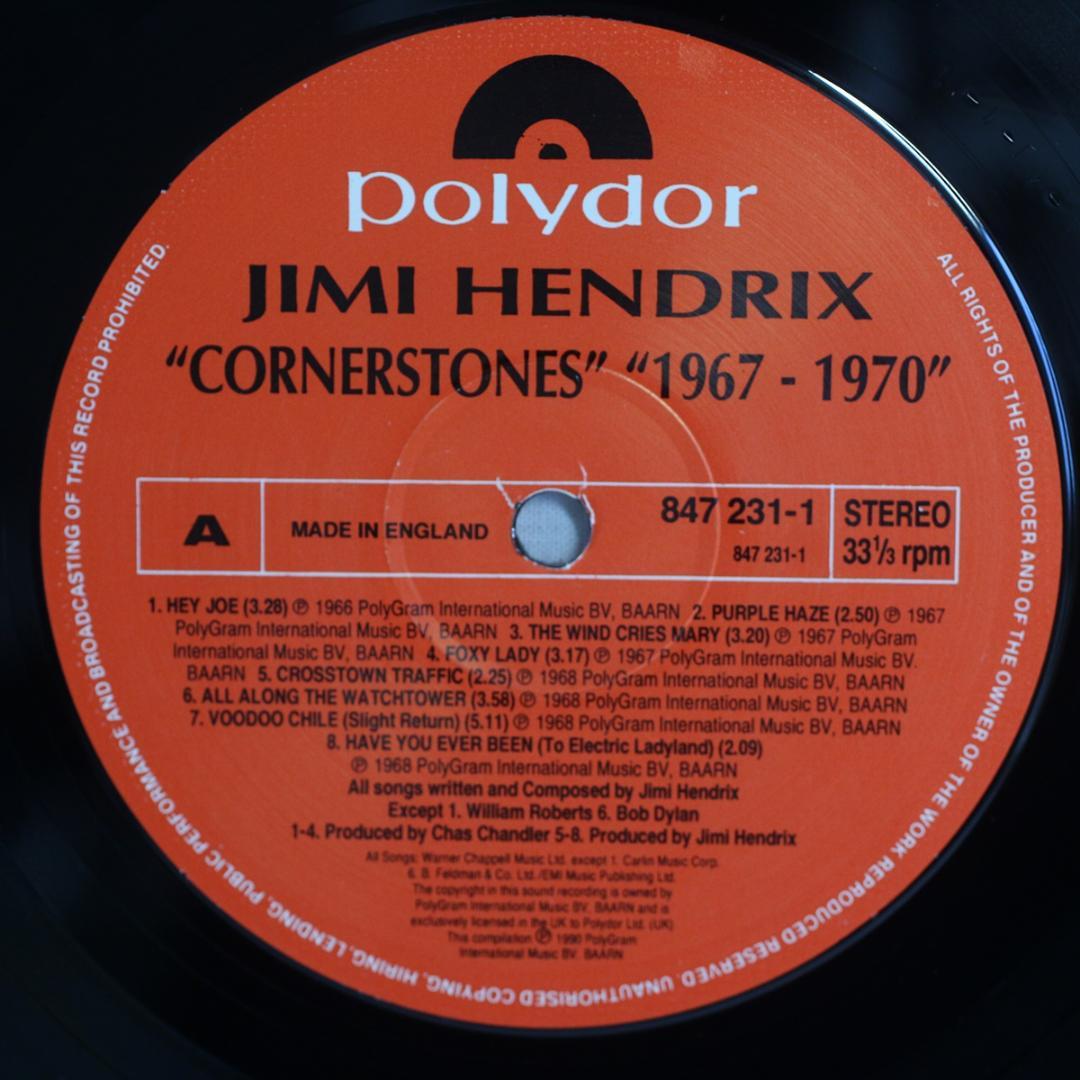 polydor
JIMI HENDRIX
“CORNERSTONES” “1967 - 1970”
A
MADE IN ENGLAND
847 231-1
847 231-1
STEREO
33⅓ rpm
1. HEY JOE (3.28) ℗ 1966 PolyGram International Music BV, BAARN 2. PURPLE HAZE (2.50) ℗ 1967
PolyGram International Music BV, BAARN 3. THE WIND CRIES MARY (3.20) ℗ 1967 PolyGram
International Music BV, BAARN 4. FOXY LADY (3.17) ℗ 1967 PolyGram International Music BV.
BAARN 5. CROSSTOWN TRAFFIC (2.25) ℗ 1968 PolyGram International Music BV, BAARN
6. ALL ALONG THE WATCHTOWER (3.58) ℗ 1968 PolyGram International Music BV, BAARN
7. VOODOO CHILE (Slight Return) (5.11) ℗ 1968 PolyGram International Music BV, BAARN
8. HAVE YOU EVER BEEN (To Electric Ladyland) (2.09)
℗ 1968 PolyGram International Music BV, BAARN
All songs written and Composed by Jimi Hendrix
Except 1. William Roberts 6. Bob Dylan
1-4. Produced by Chas Chandler 5-8. Produced by Jimi Hendrix
All Songs: Warner Chappell Music Ltd. except 1. Carlin Music Corp.
6. B. Feldman & Co. Ltd./EMI Music Publishing Ltd.
The copyright in this sound recording is owned by
PolyGram International Music BV, BAARN and is
exclusively licensed in the UK to Polydor Ltd. (UK)
This compilation ℗ 1990 PolyGram
International Music BV. BAARN
ALL RIGHTS OF THE PRODUCER AND OF THE OWNER OF THE WORK REPRODUCED RESERVED. UNAUTHORISED COPYING, HIRING, LENDING, PUBLIC PERFORMANCE AND BROADCASTING OF THIS RECORD PROHIBITED.